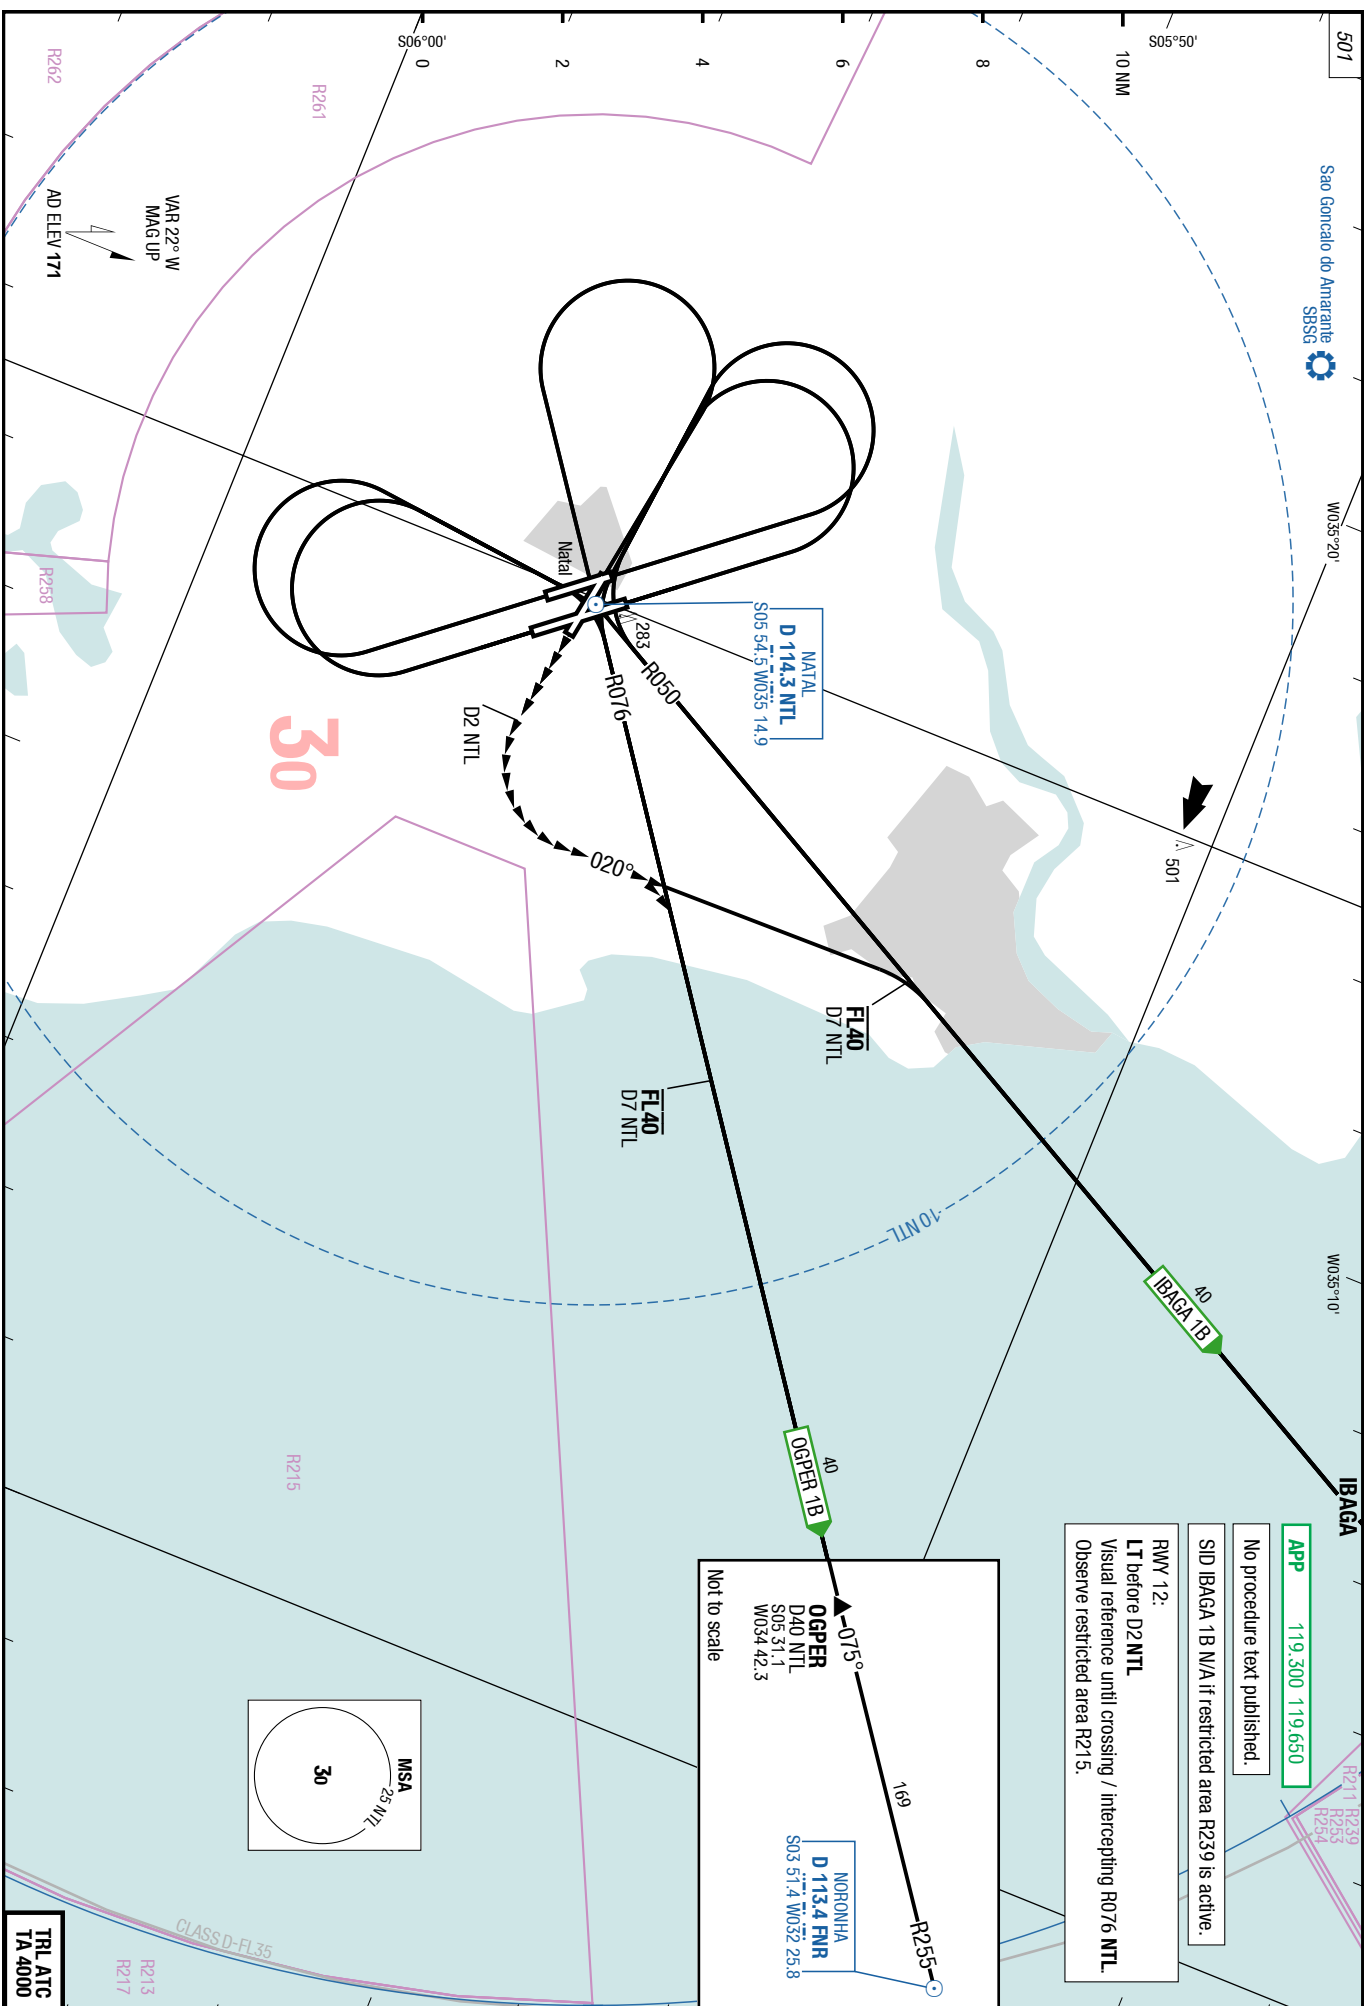 501
S05°50'
10 NM
8
6
4
2
0
S06°00'
R262
R261
VAR 22° W
MAG UP
AD ELEV 171
Sao Goncalo do Amarante
SBSG
W035°20'
R258
Natal
283
NATAL
D 114.3 NTL
S05 54.5 W035 14.9
R050
R076
D2 NTL
30
020°
501
FL40
D7 NTL
FL40
D7 NTL
10 NTL
W035°10'
40
IBAGA 1B
IBAGA
40
OGPER 1B
R215
APP 119.300 119.650
No procedure text published.
SID IBAGA 1B N/A if restricted area R239 is active.
RWY 12:
LT before D2 NTL
Visual reference until crossing / intercepting R076 NTL.
Observe restricted area R215.
R211 R239
R253
R254
Not to scale
OGPER
D40 NTL
S05 31.1
W034 42.3
075°
169
R255
NORONHA
D 113.4 FNR
S03 51.4 W032 25.8
MSA
25 NTL
30
CLASS D-FL35
R213
R217
TRL ATC
TA 4000